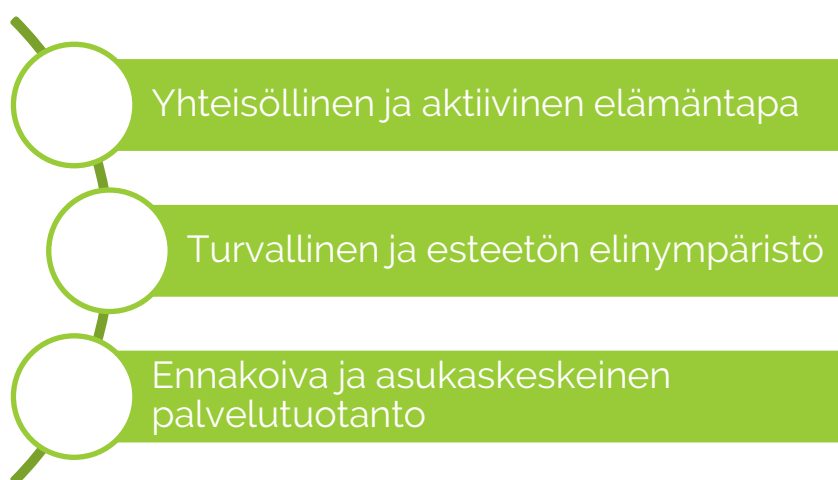 Yhteisöllinen ja aktiivinen elämäntapa
Turvallinen ja esteetön elinympäristö
Ennakoiva ja asukaskeskeinen
palvelutuotanto